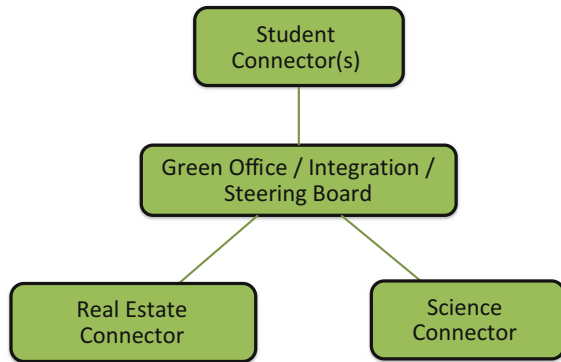 Student
Connector(s)
Green Office / Integration /
Steering Board
Real Estate
Connector
Science
Connector